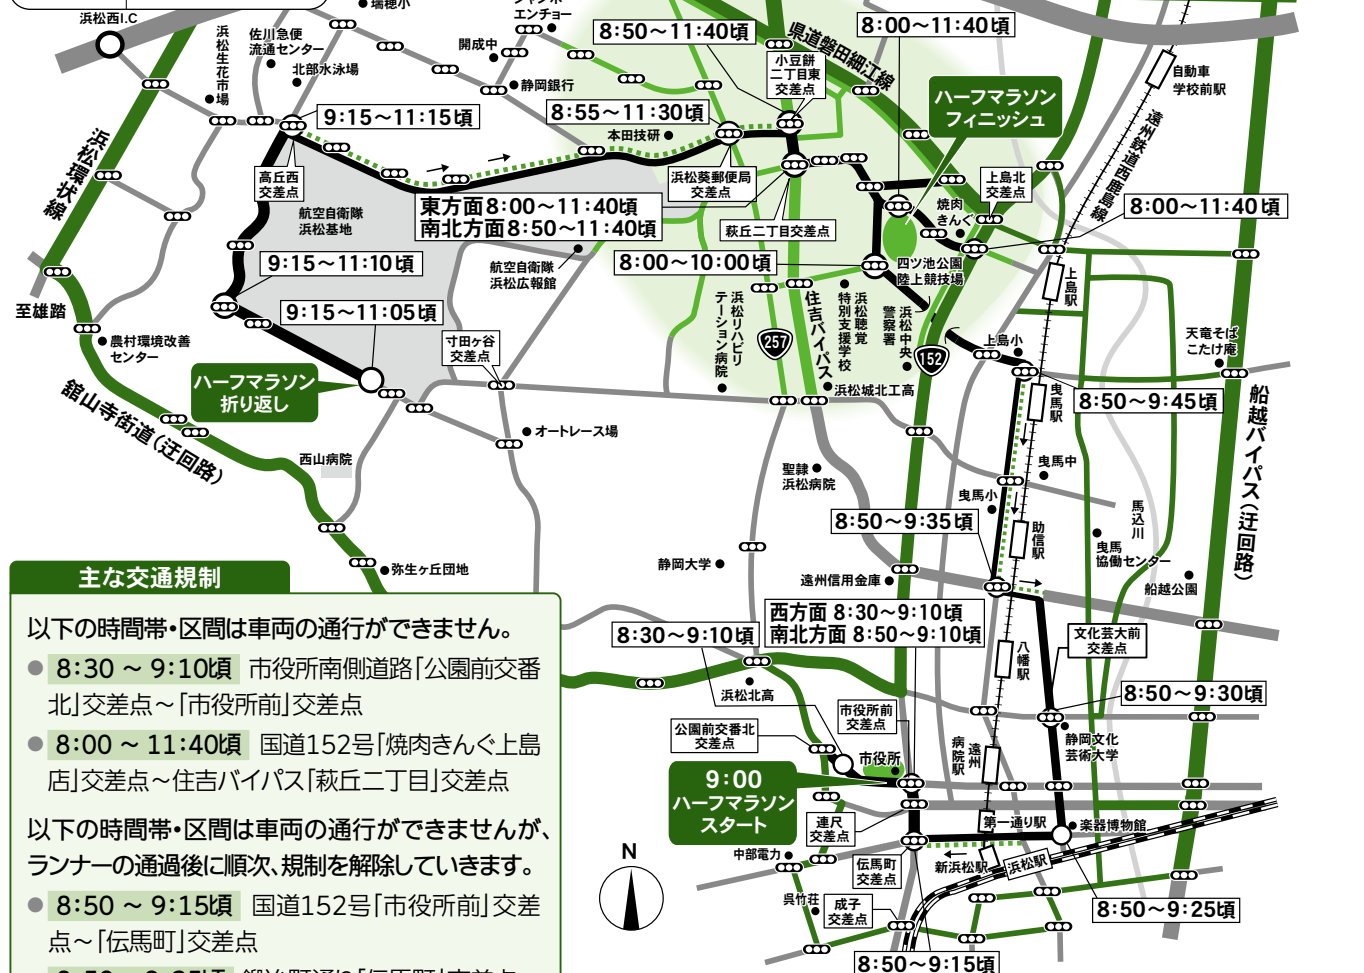 浜松西I.C
瑞穂小
エンチョー
8:50〜11:40頃
8:00〜11:40頃
県道磐田細江線
浜松生花市場
佐川急便
流通センター
北部水泳場
開成中
静岡銀行
小豆餅
二丁目東
交差点
自動車
学校前駅
ハーフマラソン
フィニッシュ
9:15〜11:15頃
8:55〜11:30頃
本田技研
遠州鉄道西鹿島線
浜松環状線
高丘西
交差点
航空自衛隊
浜松基地
浜松葵郵便局
交差点
上島北
交差点
焼肉
きんぐ
8:00〜11:40頃
東方面8:00〜11:40頃
南北方面8:50〜11:40頃
萩丘二丁目交差点
9:15〜11:10頃
航空自衛隊
浜松広報館
8:00〜10:00頃
四ツ池公園
陸上競技場
上島駅
至雄踏
9:15〜11:05頃
浜松リハビリ
テーション病院
住吉バイパス
浜松聴覚
特別支援学校
浜松中央
警察署
257
152
上島小
天竜そば
こたけ庵
農村環境改善
センター
寸田ヶ谷
交差点
ハーフマラソン
折り返し
浜松城北工高
曳馬駅
8:50〜9:45頃
舘山寺街道(迂回路)
船越バイパス(迂回路)
オートレース場
西山病院
聖隷
浜松病院
曳馬中
曳馬小
8:50〜9:35頃
助信駅
馬込川
曳馬
協働センター
船越公園
静岡大学
遠州信用金庫
弥生ヶ丘団地
主な交通規制
以下の時間帯・区間は車両の通行ができません。
● 8:30 〜 9:10頃 市役所南側道路「公園前交番
北」交差点〜「市役所前」交差点
● 8:00 〜 11:40頃 国道152号「焼肉きんぐ上島
店」交差点〜住吉バイパス「萩丘二丁目」交差点
以下の時間帯・区間は車両の通行ができませんが、
ランナーの通過後に順次、規制を解除していきます。
● 8:50 〜 9:15頃 国道152号「市役所前」交差
点〜「伝馬町」交差点
西方面 8:30〜9:10頃
南北方面 8:50〜9:10頃
8:30〜9:10頃
文化芸大前
交差点
八幡駅
浜松北高
8:50〜9:30頃
市役所前
交差点
公園前交番北
交差点
市役所
遠州
病院駅
静岡文化
芸術大学
9:00
ハーフマラソン
スタート
連尺
交差点
第一通り駅
楽器博物館
中部電力
伝馬町
交差点
新浜松駅
浜松駅
N
呉竹荘
成子
交差点
8:50〜9:25頃
8:50〜9:15頃